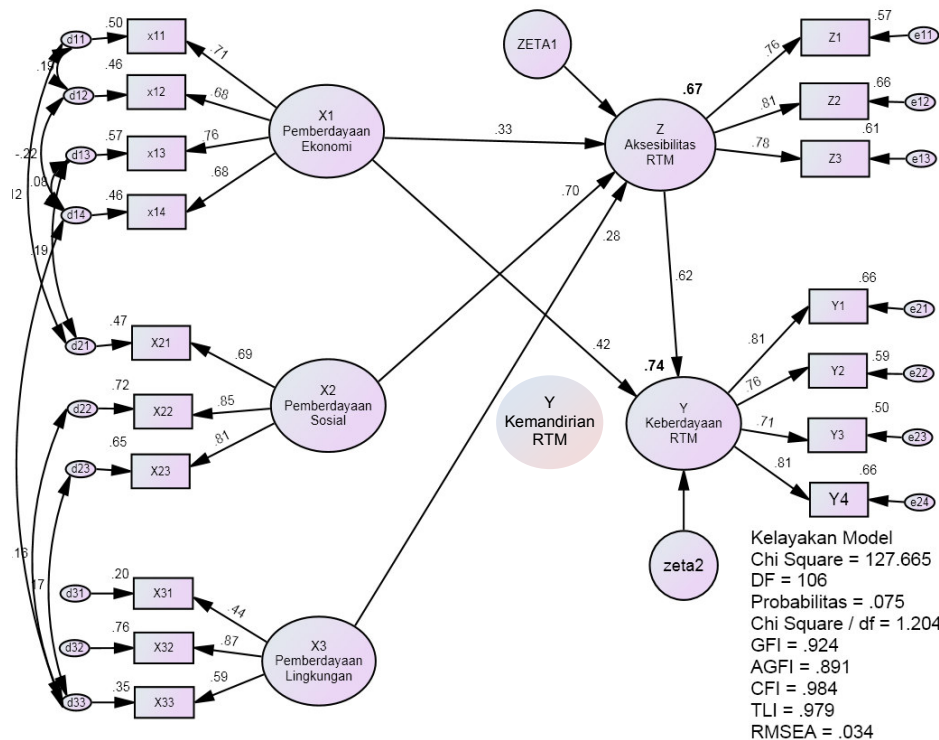 .50
d11
x11
.71
.19
.46
d12
x12
.68
X1
Pemberdayaan
Ekonomi
-.22
.57
d13
x13
.76
.08
.12
.46
d14
x14
.68
.19
.47
d21
X21
.69
.72
d22
X22
.85
X2
Pemberdayaan
Sosial
.65
d23
X23
.81
.16
.17
.20
d31
X31
.44
.76
d32
X32
.87
X3
Pemberdayaan
Lingkungan
.35
d33
X33
.59
ZETA1
.33
.70
.28
.42
.62
.67
Z
Aksesibilitas
RTM
.76
Z1
.57
e11
.81
Z2
.66
e12
.78
Z3
.61
e13
Y
Kemandirian
RTM
.74
Y
Keberdayaan
RTM
.81
Y1
.66
e21
.76
Y2
.59
e22
.71
Y3
.50
e23
.81
Y4
.66
e24
zeta2
Kelayakan Model
Chi Square = 127.665
DF = 106
Probabilitas = .075
Chi Square / df = 1.204
GFI = .924
AGFI = .891
CFI = .984
TLI = .979
RMSEA = .034